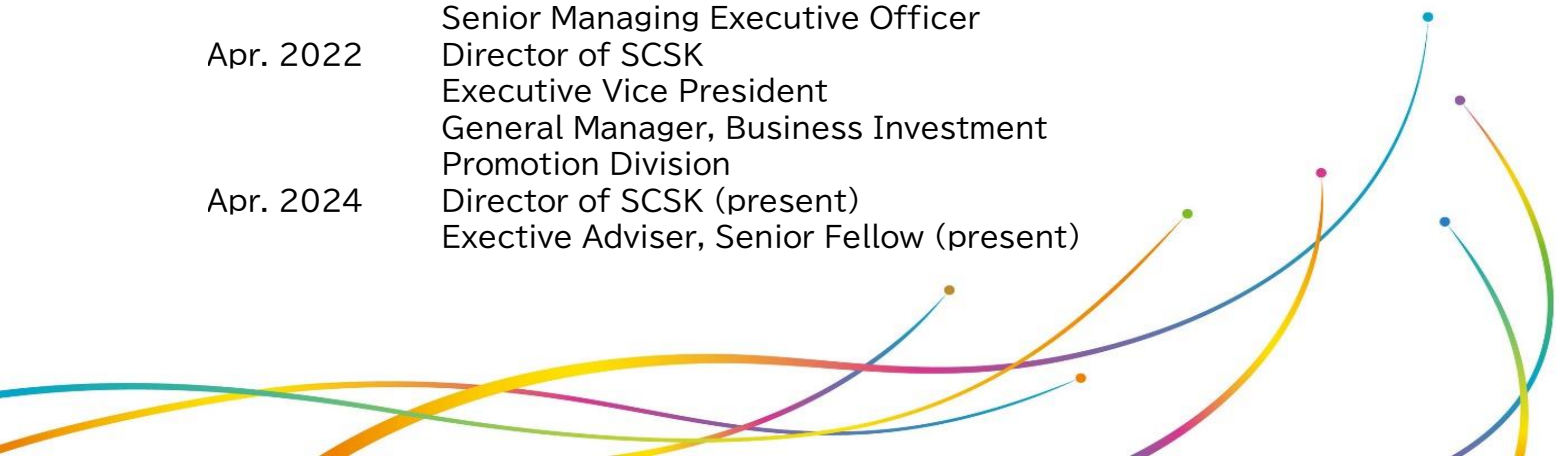 Senior Managing Executive Officer
Apr. 2022 Director of SCSK
Executive Vice President
General Manager, Business Investment
Promotion Division
Apr. 2024 Director of SCSK (present)
Exective Adviser, Senior Fellow (present)